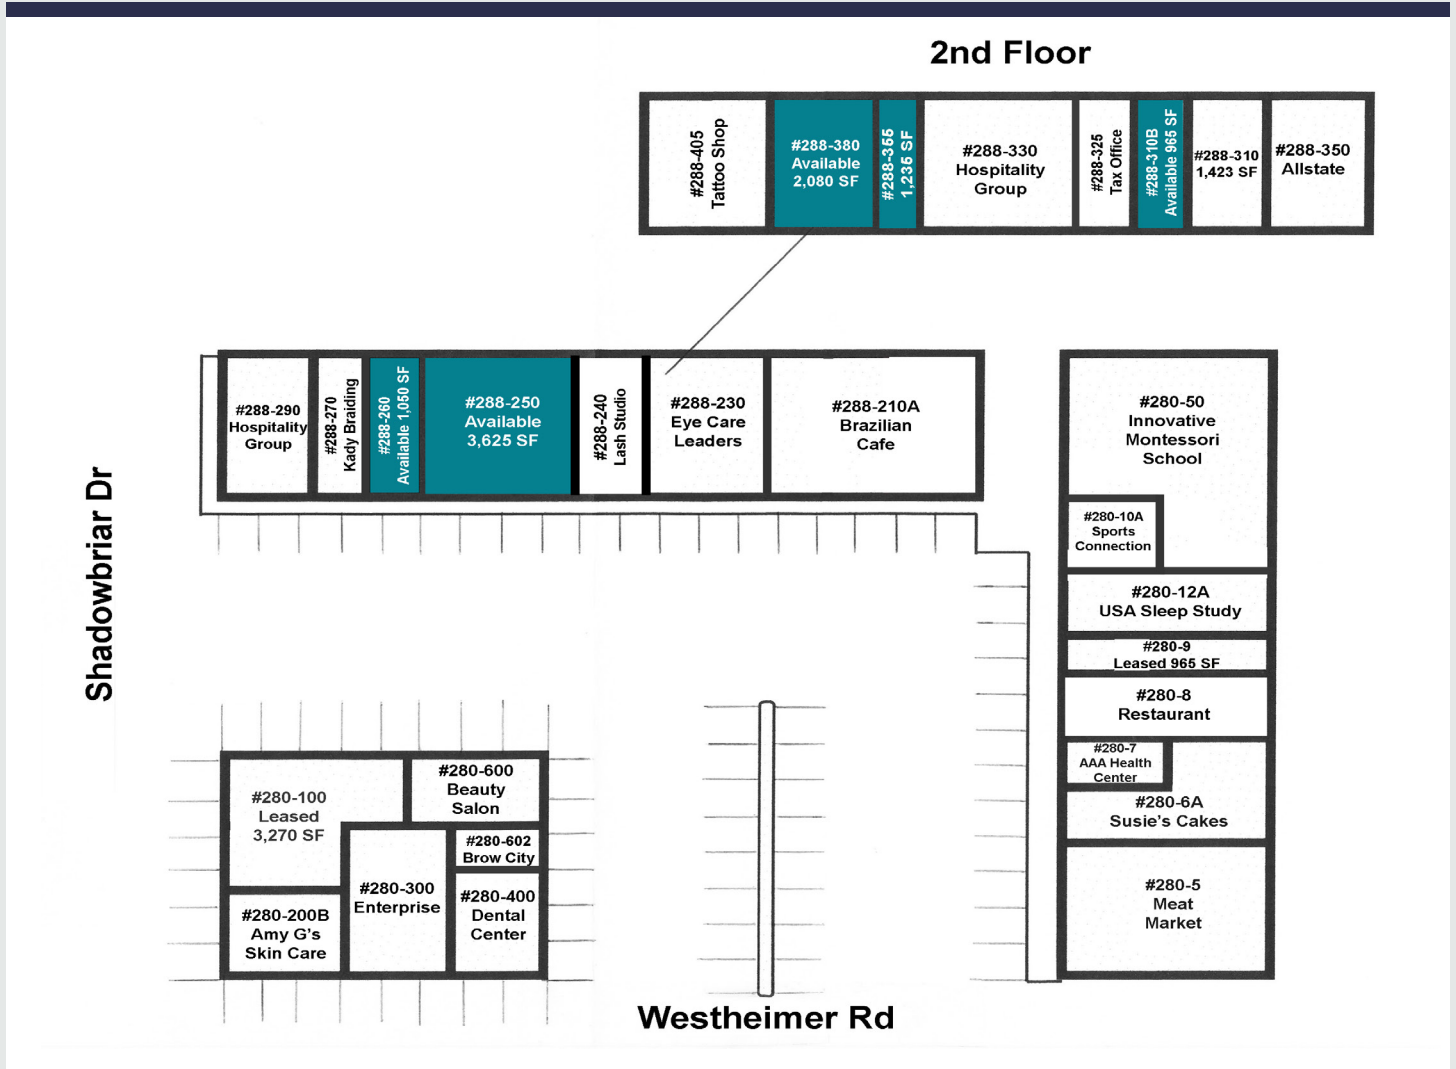 2nd Floor
#288-405
Tattoo Shop
#288-380
Available
2,080 SF
#288-355
1,235 SF
#288-330
Hospitality
Group
#288-325
Tax Office
#288-310B
Available 965 SF
#288-310
1,423 SF
#288-350
Allstate
#288-290
Hospitality
Group
#288-270
Kady Braiding
#288-260
Available 1,050 SF
#288-250
Available
3,625 SF
#288-240
Lash Studio
#288-230
Eye Care
Leaders
#288-210A
Brazilian
Cafe
#280-50
Innovative
Montessori
School
#280-10A
Sports
Connection
#280-12A
USA Sleep Study
#280-9
Leased 965 SF
#280-8
Restaurant
#280-7
AAA Health
Center
#280-6A
Susie's Cakes
#280-5
Meat
Market
Shadowbriar Dr
#280-100
Leased
3,270 SF
#280-600
Beauty
Salon
#280-602
Brow City
#280-300
Enterprise
#280-400
Dental
Center
#280-200B
Amy G's
Skin Care
Westheimer Rd